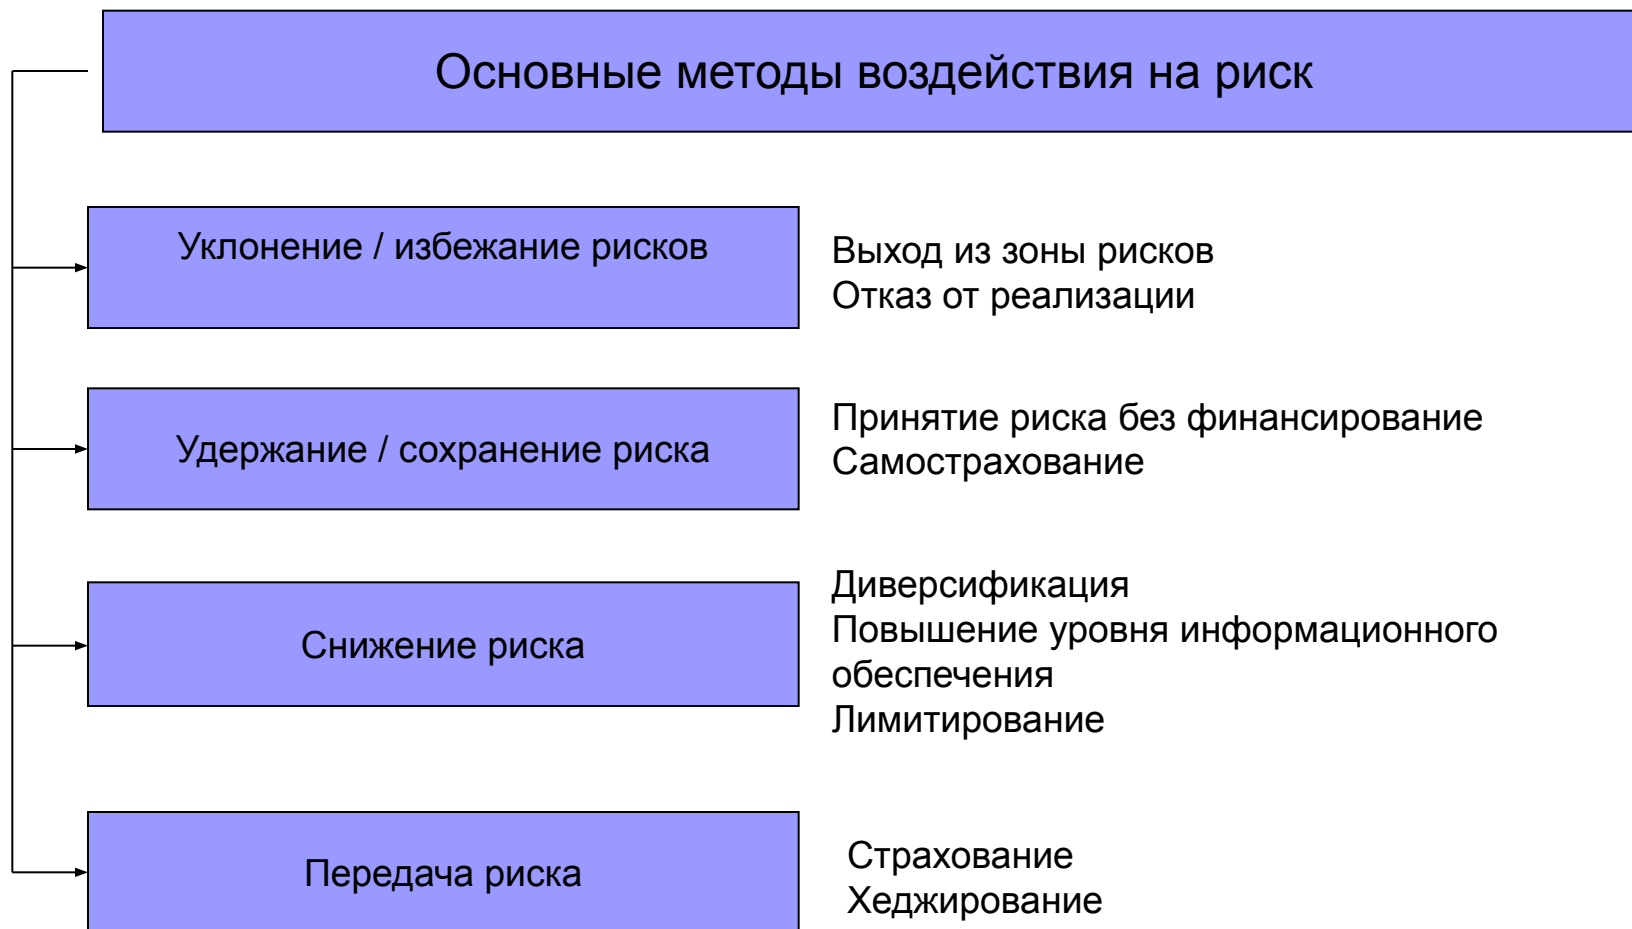 Основные методы воздействия на риск
Уклонение / избежание рисков
Выход из зоны рисков
Отказ от реализации
Удержание / сохранение риска
Принятие риска без финансирование
Самострахование
Снижение риска
Диверсификация
Повышение уровня информационного
обеспечения
Лимитирование
Передача риска
Страхование
Хеджирование